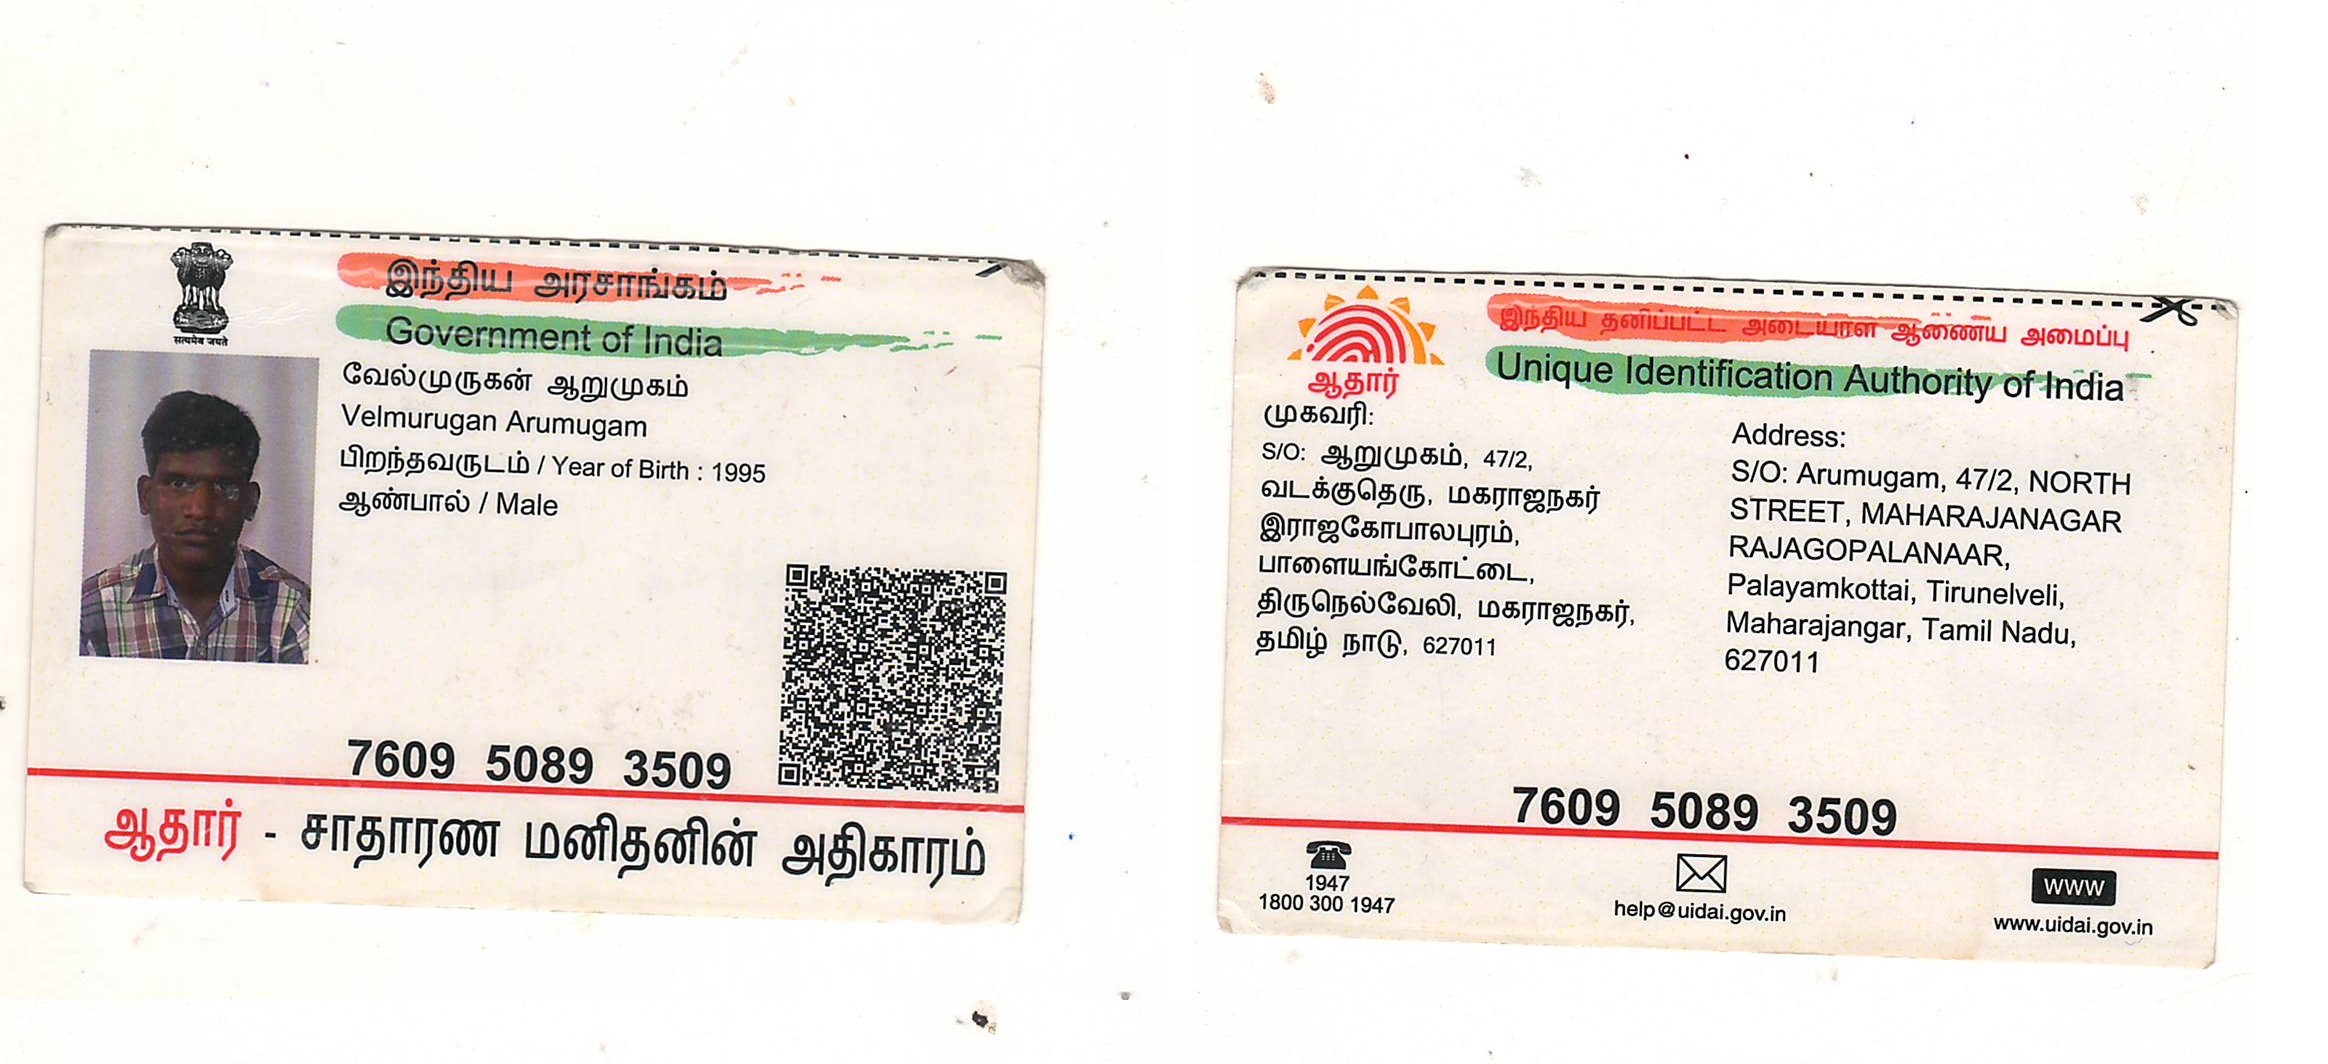 இந்திய அரசாங்கம்
Government of India
सत्यमेव जयते
வேல்முருகன் ஆறுமுகம்
Velmurugan Arumugam
பிறந்தவருடம் / Year of Birth : 1995
ஆண்பால் / Male
7609 5089 3509
ஆதார் - சாதாரண மனிதனின் அதிகாரம்
இந்திய தனிப்பட்ட அடையாள ஆணைய அமைப்பு
Unique Identification Authority of India
ஆதார்
முகவரி:
S/O: ஆறுமுகம், 47/2,
வடக்குதெரு, மகராஜநகர்
இராஜகோபாலபுரம்,
பாளையங்கோட்டை,
திருநெல்வேலி, மகராஜநகர்,
தமிழ் நாடு, 627011
Address:
S/O: Arumugam, 47/2, NORTH
STREET, MAHARAJANAGAR
RAJAGOPALANAAR,
Palayamkottai, Tirunelveli,
Maharajangar, Tamil Nadu,
627011
7609 5089 3509
1947
1800 300 1947
help@uidai.gov.in
www
www.uidai.gov.in